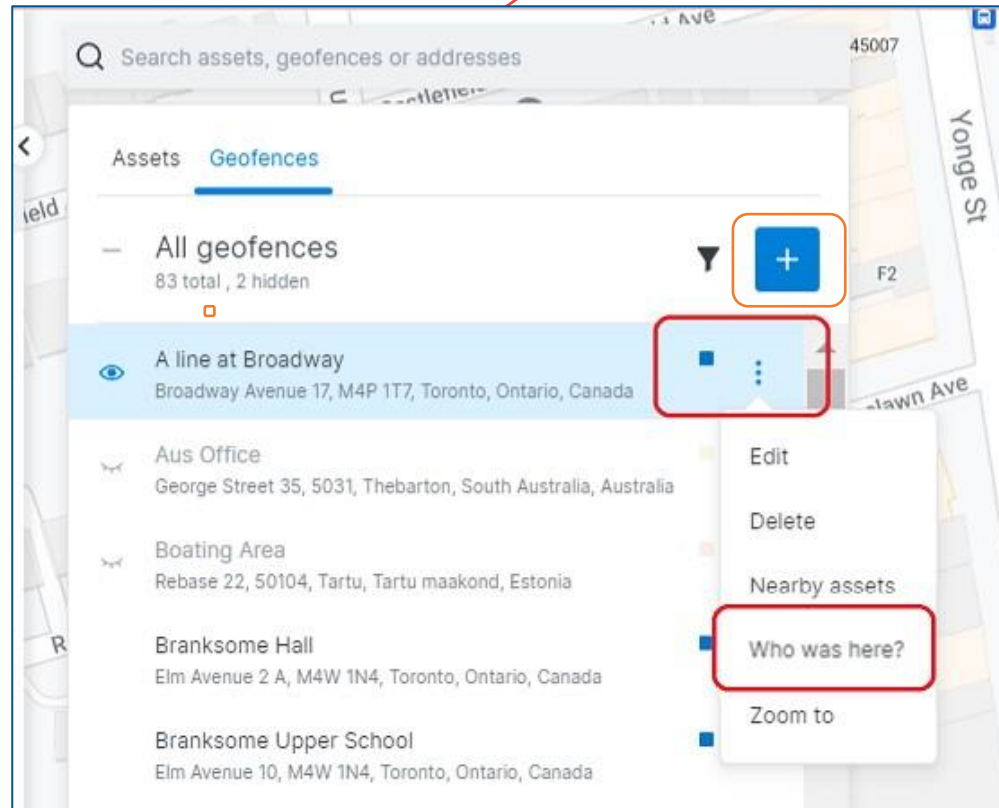 Search assets, geofences or addresses
45007
Yonge St
Assets Geofences
ield
All geofences
83 total , 2 hidden
F2
A line at Broadway
Broadway Avenue 17, M4P 1T7, Toronto, Ontario, Canada
lawn Ave
Aus Office
George Street 35, 5031, Thebarton, South Australia, Australia
Boating Area
Rebase 22, 50104, Tartu, Tartu maakond, Estonia
Branksome Hall
Elm Avenue 2 A, M4W 1N4, Toronto, Ontario, Canada
Branksome Upper School
Elm Avenue 10, M4W 1N4, Toronto, Ontario, Canada
Edit
Delete
Nearby assets
Who was here?
Zoom to
R